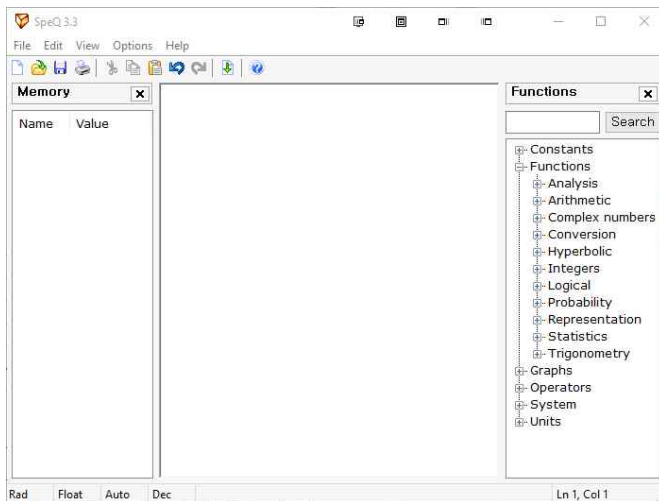 SpeQ 3.3
File Edit View Options Help
Memory
Name Value
Functions
Search
Constants
Functions
Analysis
Arithmetic
Complex numbers
Conversion
Hyperbolic
Integers
Logical
Probability
Representation
Statistics
Trigonometry
Graphs
Operators
System
Units
Rad Float Auto Dec Ln 1, Col 1